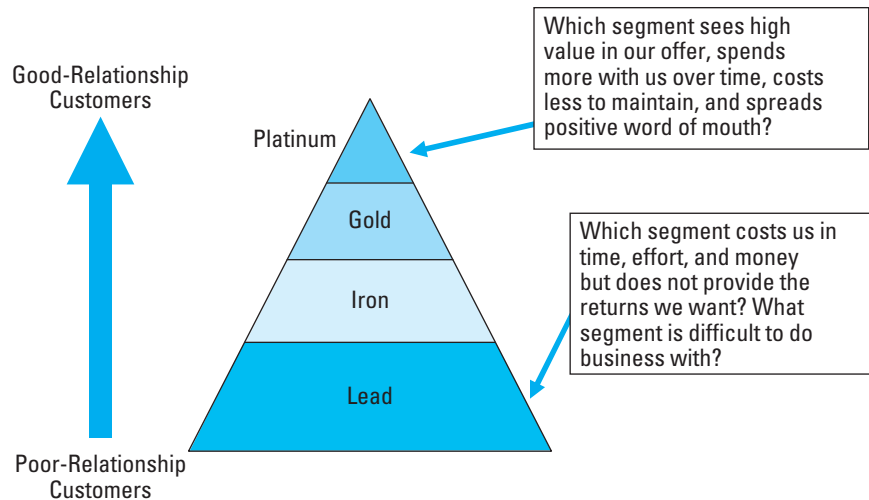 Which segment sees high
value in our offer, spends
more with us over time, costs
less to maintain, and spreads
positive word of mouth?
Good-Relationship
Customers
Platinum
Gold
Which segment costs us in
time, effort, and money
but does not provide the
returns we want? What
segment is difficult to do
business with?
Iron
Lead
Poor-Relationship
Customers